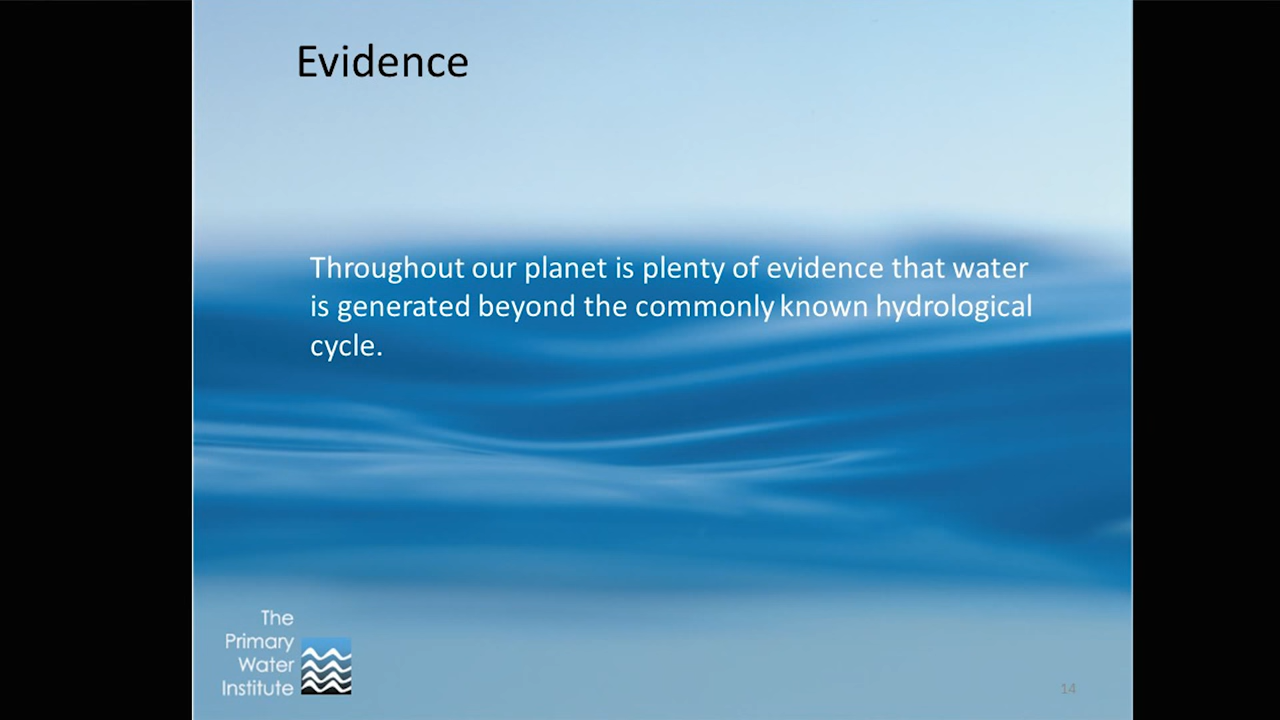 Evidence
Throughout our planet is plenty of evidence that water
is generated beyond the commonly known hydrological
cycle.
The
Primary
Water
Institute
14